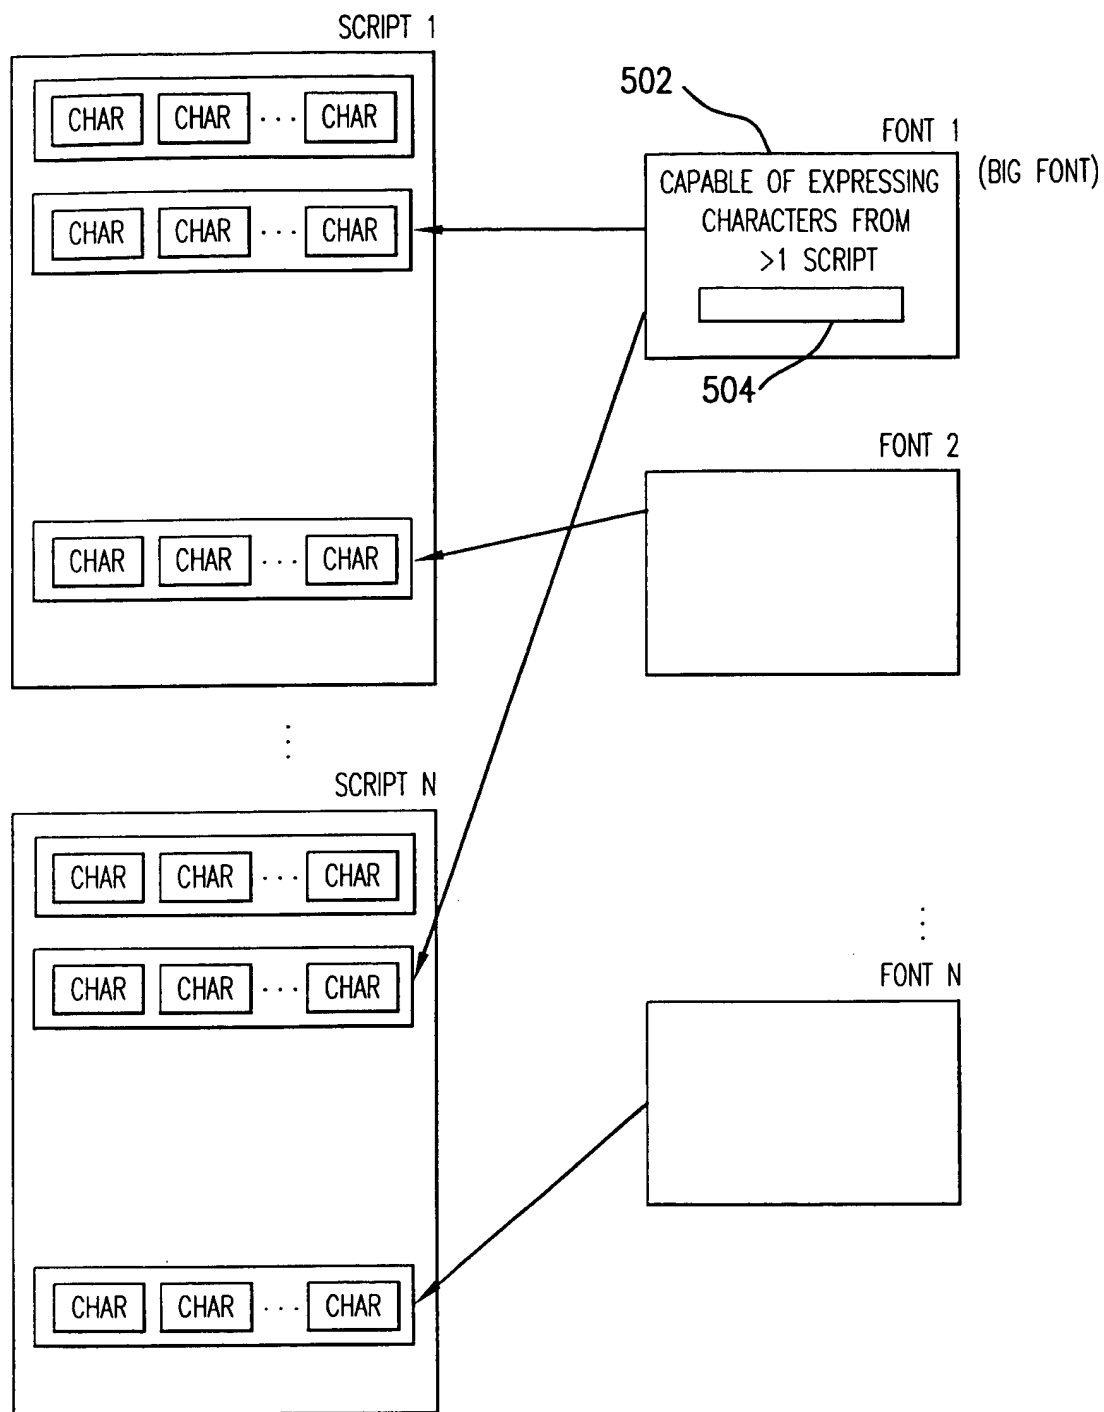 SCRIPT 1
CHAR CHAR ... CHAR
CHAR CHAR ... CHAR
CHAR CHAR ... CHAR
SCRIPT N
CHAR CHAR ... CHAR
CHAR CHAR ... CHAR
CHAR CHAR ... CHAR
502
FONT 1
(BIG FONT)
CAPABLE OF EXPRESSING
CHARACTERS FROM
>1 SCRIPT
504
FONT 2
FONT N